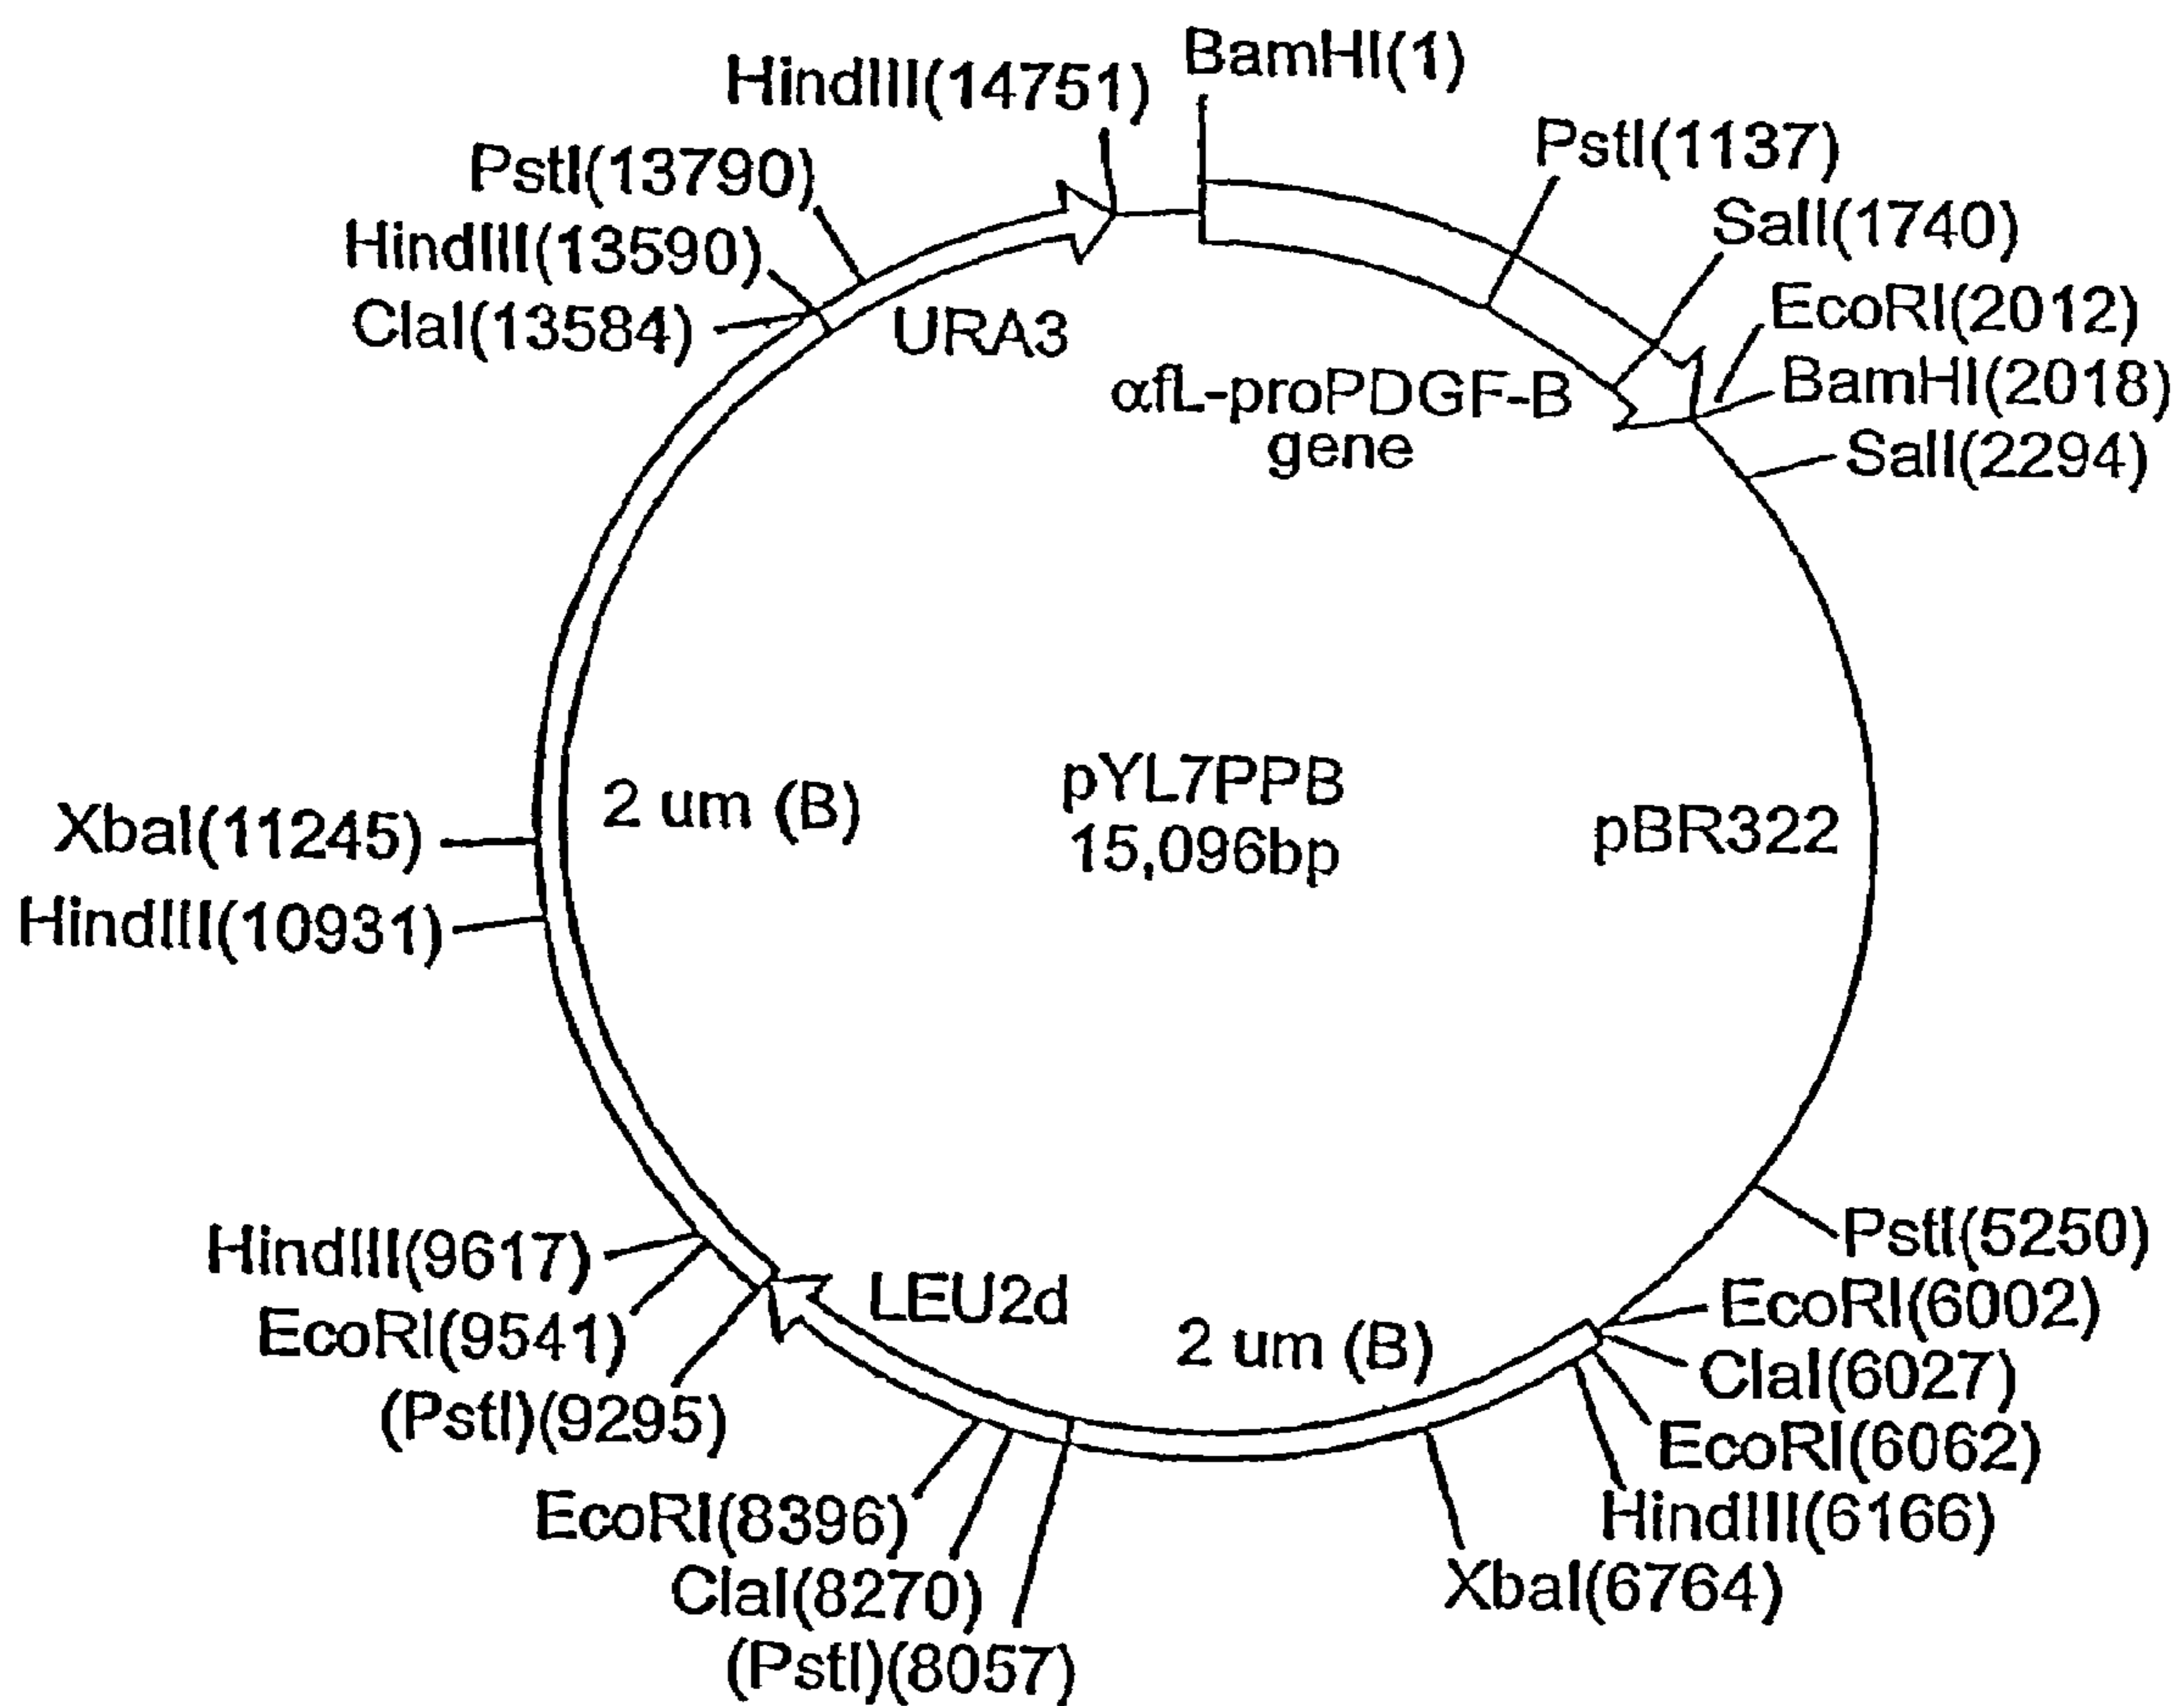 BamHI(1)
HindIII(14751)
PstI(1137)
PstI(13790)
SalI(1740)
HindIII(13590)
EcoRI(2012)
ClaI(13584)
URA3
BamHI(2018)
αfL-proPDGF-B
gene
SalI(2294)
2 um (B)
pYL7PPB
15,096bp
pBR322
XbaI(11245)
HindIII(10931)
PstI(5250)
HindIII(9617)
LEU2d
EcoRI(6002)
EcoRI(9541)
2 um (B)
ClaI(6027)
(PstI)(9295)
EcoRI(6062)
EcoRI(8396)
HindIII(6166)
ClaI(8270)
XbaI(6764)
(PstI)(8057)